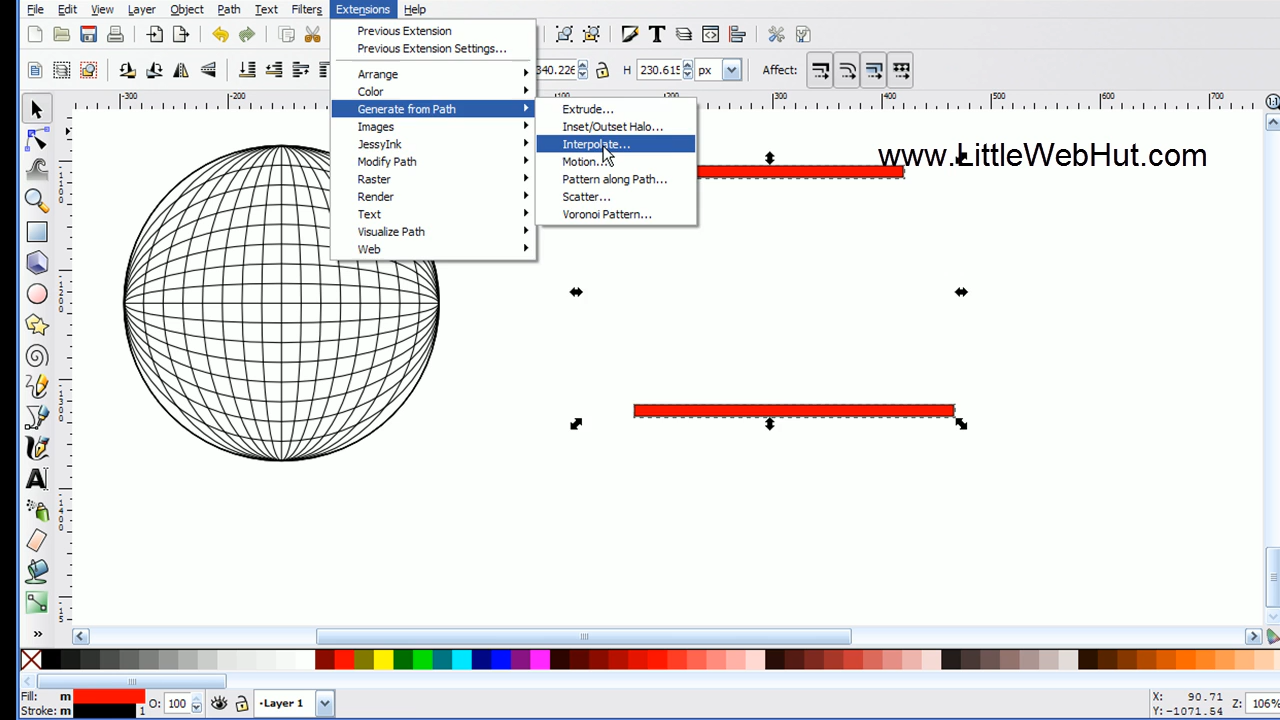 File Edit View Layer Object Path Text Filters Extensions Help
Previous Extension
Previous Extension Settings...
340.226 H 230.615 px Affect:
Arrange
Color
Generate from Path
Images
JessyInk
Modify Path
Raster
Render
Text
Visualize Path
Web
Extrude...
Inset/Outset Halo...
Interpolate...
Motion...
Pattern along Path...
Scatter...
Voronoi Pattern...
www.LittleWebHut.com
Fill: m
Stroke: m 1
O: 100
Layer 1
X: 90.71
Y: -1071.54
Z: 106%